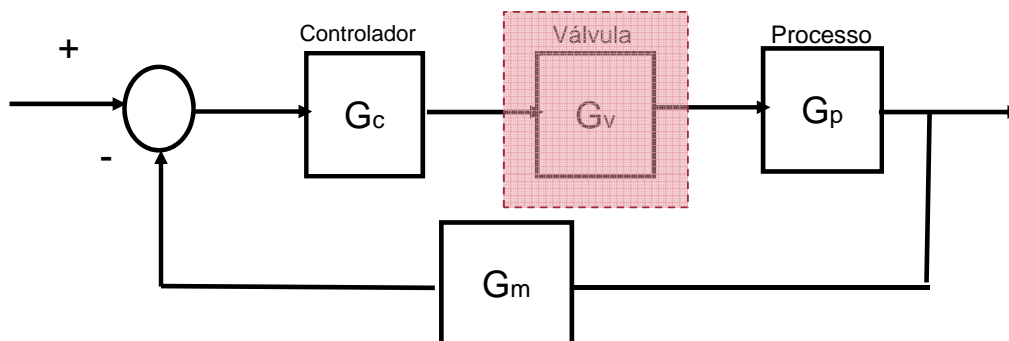 Controlador
Válvula
Processo
+
Gc
Gv
Gp
-
Gm